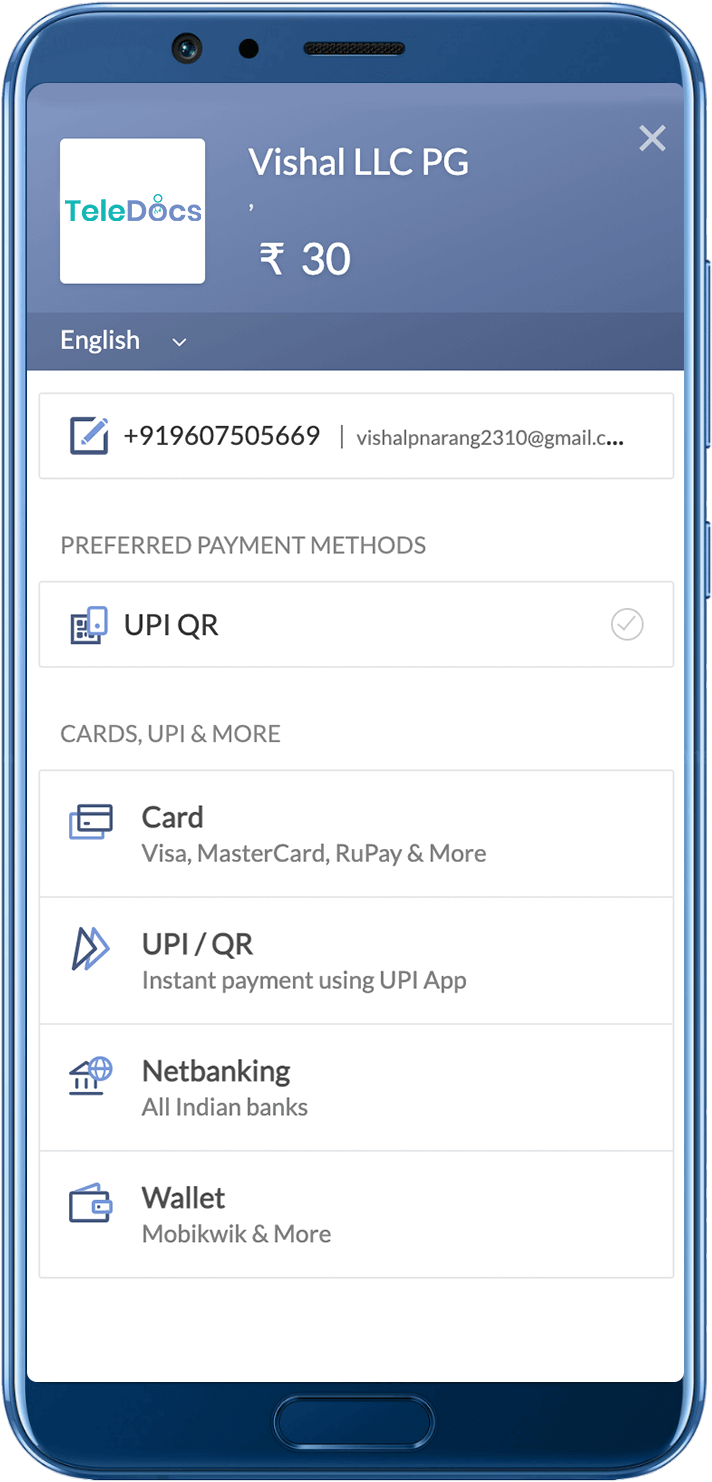 TeleDocs
Vishal LLC PG
,
₹ 30
English
+919607505669 | vishalpnarang2310@gmail.c...
PREFERRED PAYMENT METHODS
UPI QR
CARDS, UPI & MORE
Card
Visa, MasterCard, RuPay & More
UPI / QR
Instant payment using UPI App
Netbanking
All Indian banks
Wallet
Mobikwik & More